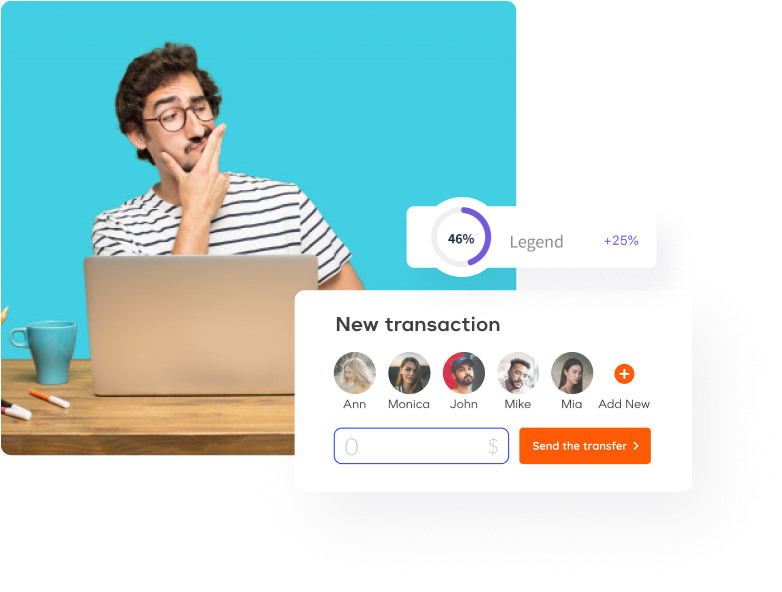 46%
Legend
+25%
New transaction
Ann
Monica
John
Mike
Mia
Add New
0
$
Send the transfer